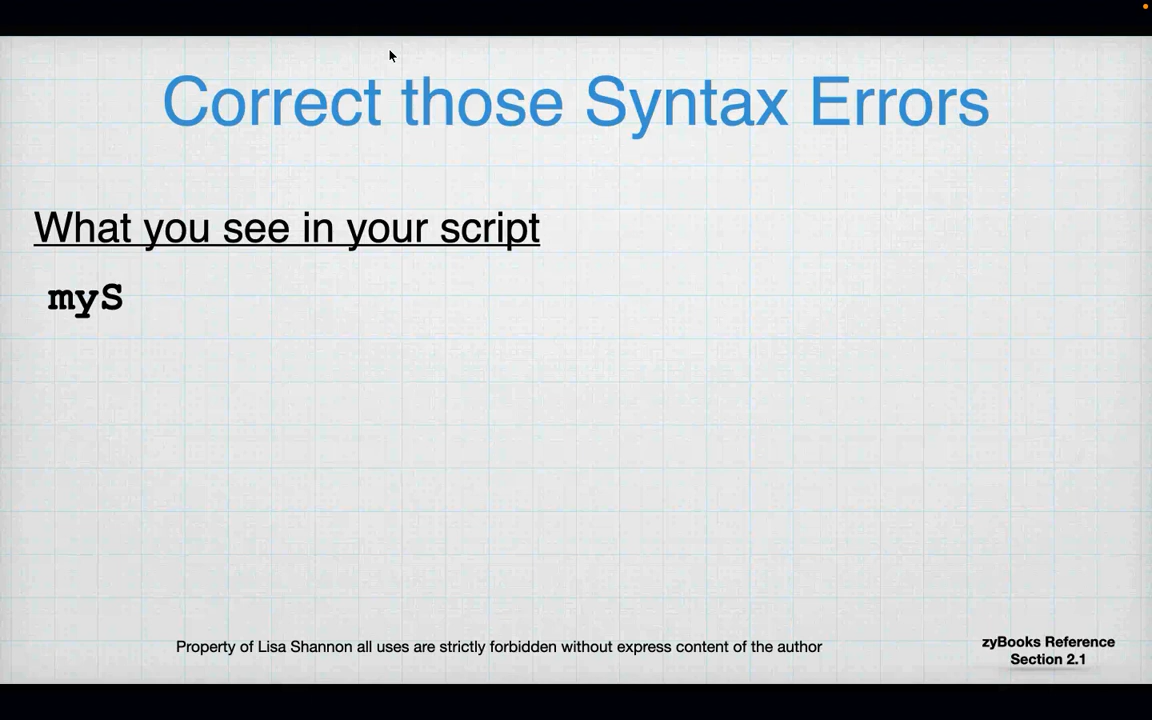 Correct those Syntax Errors
What you see in your script
myS
Property of Lisa Shannon all uses are strictly forbidden without express content of the author
zyBooks Reference
Section 2.1